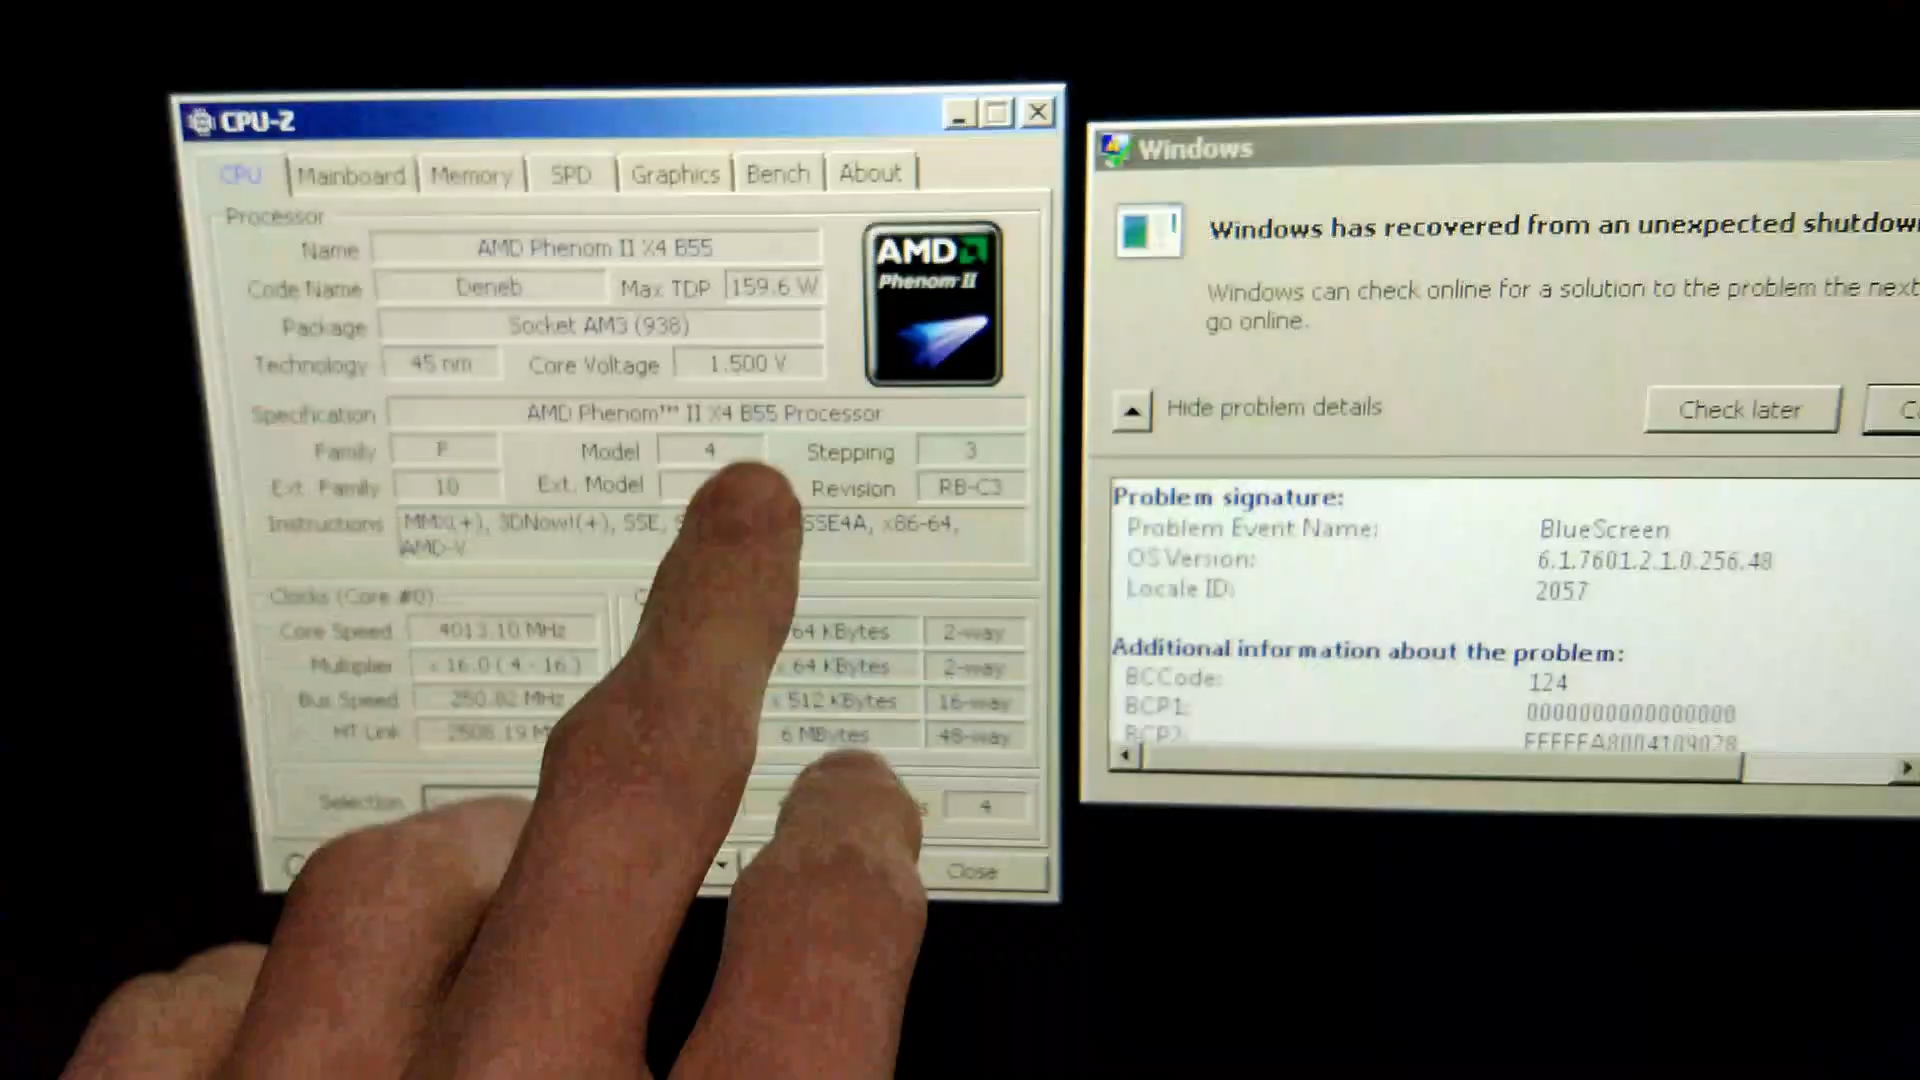 CPU-Z
CPU Mainboard Memory SPD Graphics Bench About
Processor
Name AMD Phenom II X4 B55
Code Name Deneb Max TDP 159.6 W
Package Socket AM3 (938)
Technology 45 nm Core Voltage 1.500 V
AMD
Phenom II
Specification AMD Phenom™ II X4 B55 Processor
Family F Model 4 Stepping 3
Ext. Family 10 Ext. Model Revision RB-C3
Instructions MMX(+), 3DNow!(+), SSE, SSE4A, x86-64,
AMD-V
Clocks (Core #0)
Core Speed 4013.10 MHz 64 KBytes 2-way
Multiplier x 16.0 ( 4 - 16 ) x 64 KBytes 2-way
Bus Speed 250.82 MHz x 512 KBytes 16-way
HT Link 2508.19 6 MBytes 48-way
Selection 4
Close
Windows
Windows has recovered from an unexpected shutdow
Windows can check online for a solution to the problem the next
go online.
Hide problem details Check later
Problem signature:
Problem Event Name: BlueScreen
OS Version: 6.1.7601.2.1.0.256.48
Locale ID: 2057
Additional information about the problem:
BCCode: 124
BCP1: 0000000000000000
BCP2: FFFFFA8004109028